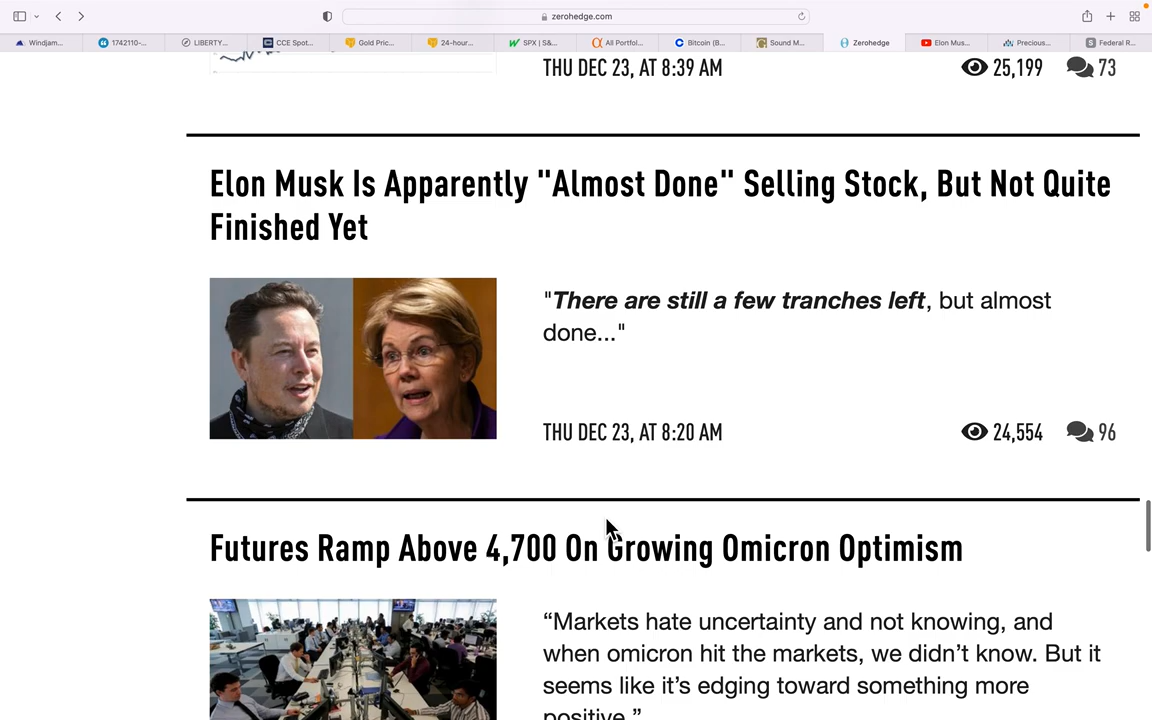 zerohedge.com
Windjam...
1742110-...
LIBERTY...
CCE Spot...
Gold Pric...
24-hour...
SPX | S&...
All Portfol...
Bitcoin (B...
Sound M...
Zerohedge
Elon Mus...
Precious...
Federal R...
THU DEC 23, AT 8:39 AM
25,199
73
Elon Musk Is Apparently "Almost Done" Selling Stock, But Not Quite
Finished Yet
"There are still a few tranches left, but almost
done..."
THU DEC 23, AT 8:20 AM
24,554
96
Futures Ramp Above 4,700 On Growing Omicron Optimism
“Markets hate uncertainty and not knowing, and
when omicron hit the markets, we didn’t know. But it
seems like it’s edging toward something more
positive.”